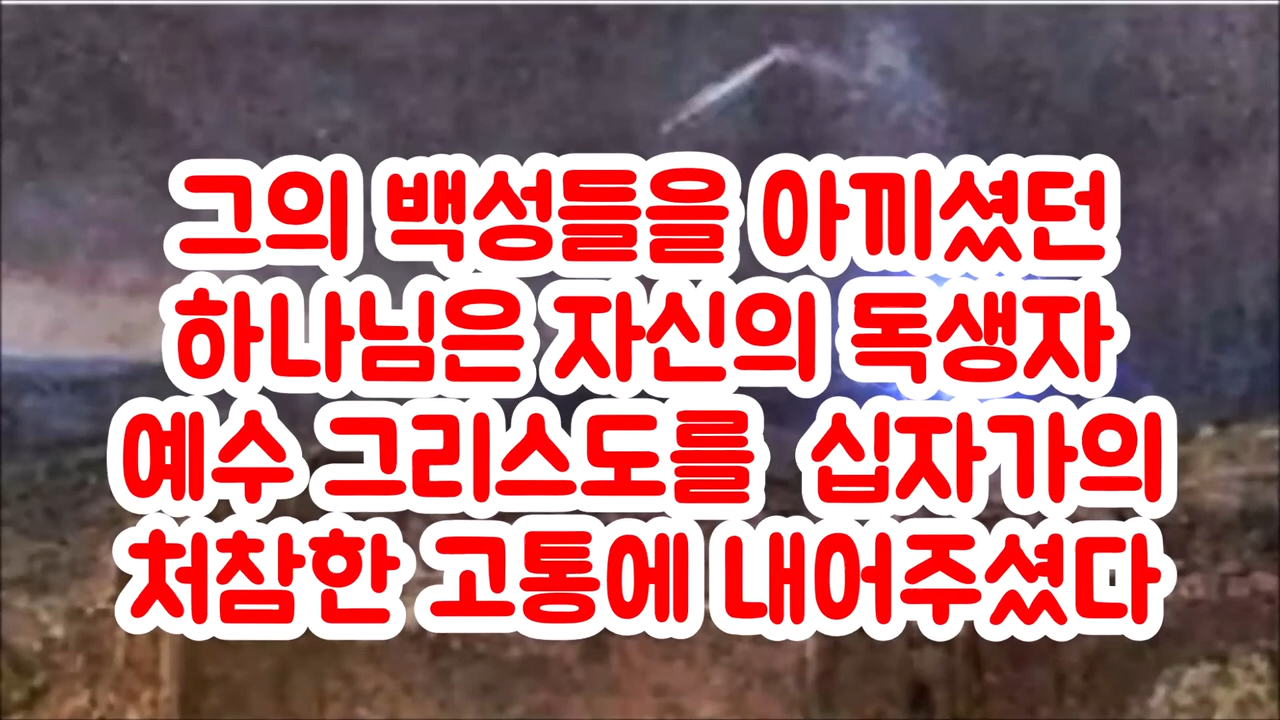 그의 백성들을 아끼셨던
하나님은 자신의 독생자
예수 그리스도를 십자가의
처참한 고통에 내어주셨다